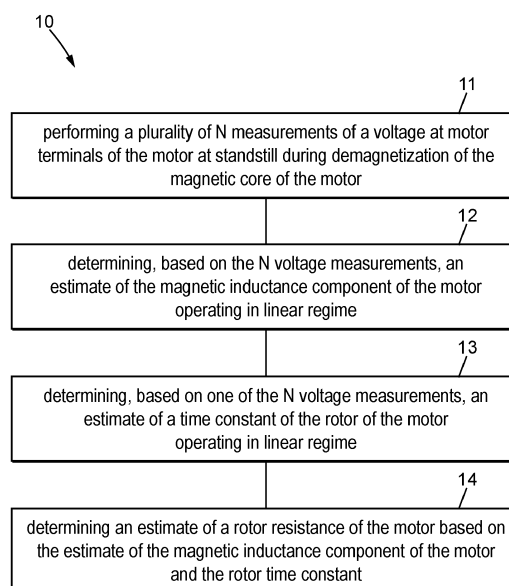 10
11
performing a plurality of N measurements of a voltage at motor
terminals of the motor at standstill during demagnetization of the
magnetic core of the motor
12
determining, based on the N voltage measurements, an
estimate of the magnetic inductance component of the motor
operating in linear regime
13
determining, based on one of the N voltage measurements, an
estimate of a time constant of the rotor of the motor
operating in linear regime
14
determining an estimate of a rotor resistance of the motor based on
the estimate of the magnetic inductance component of the motor
and the rotor time constant